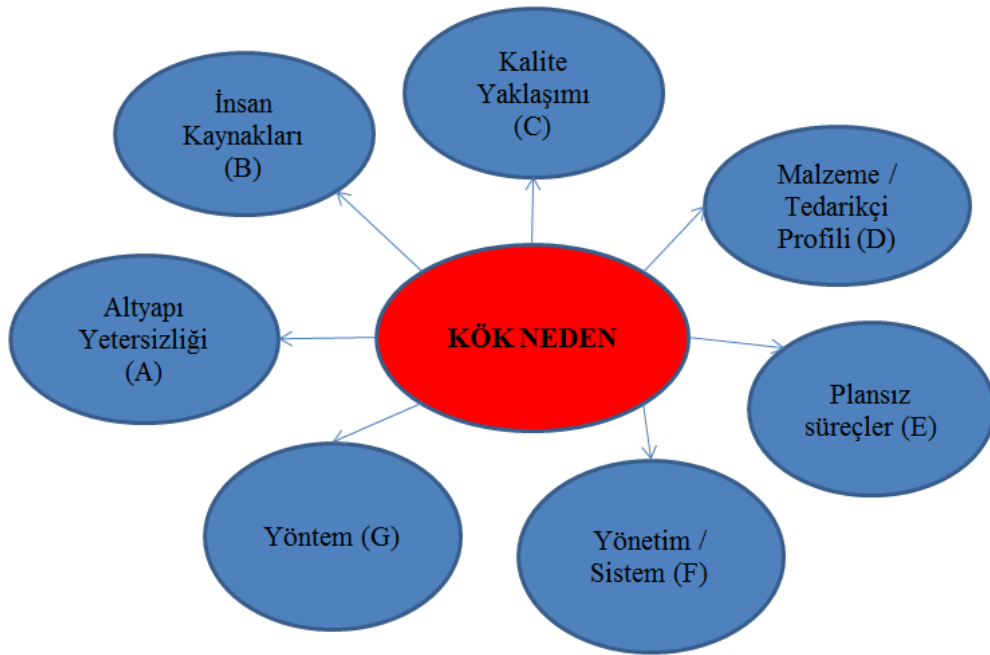 İnsan
Kaynakları
(B)
Kalite
Yaklaşımı
(C)
Malzeme /
Tedarikçi
Profili (D)
Altyapı
Yetersizliği
(A)
KÖK NEDEN
Plansız
süreçler (E)
Yöntem (G)
Yönetim /
Sistem (F)